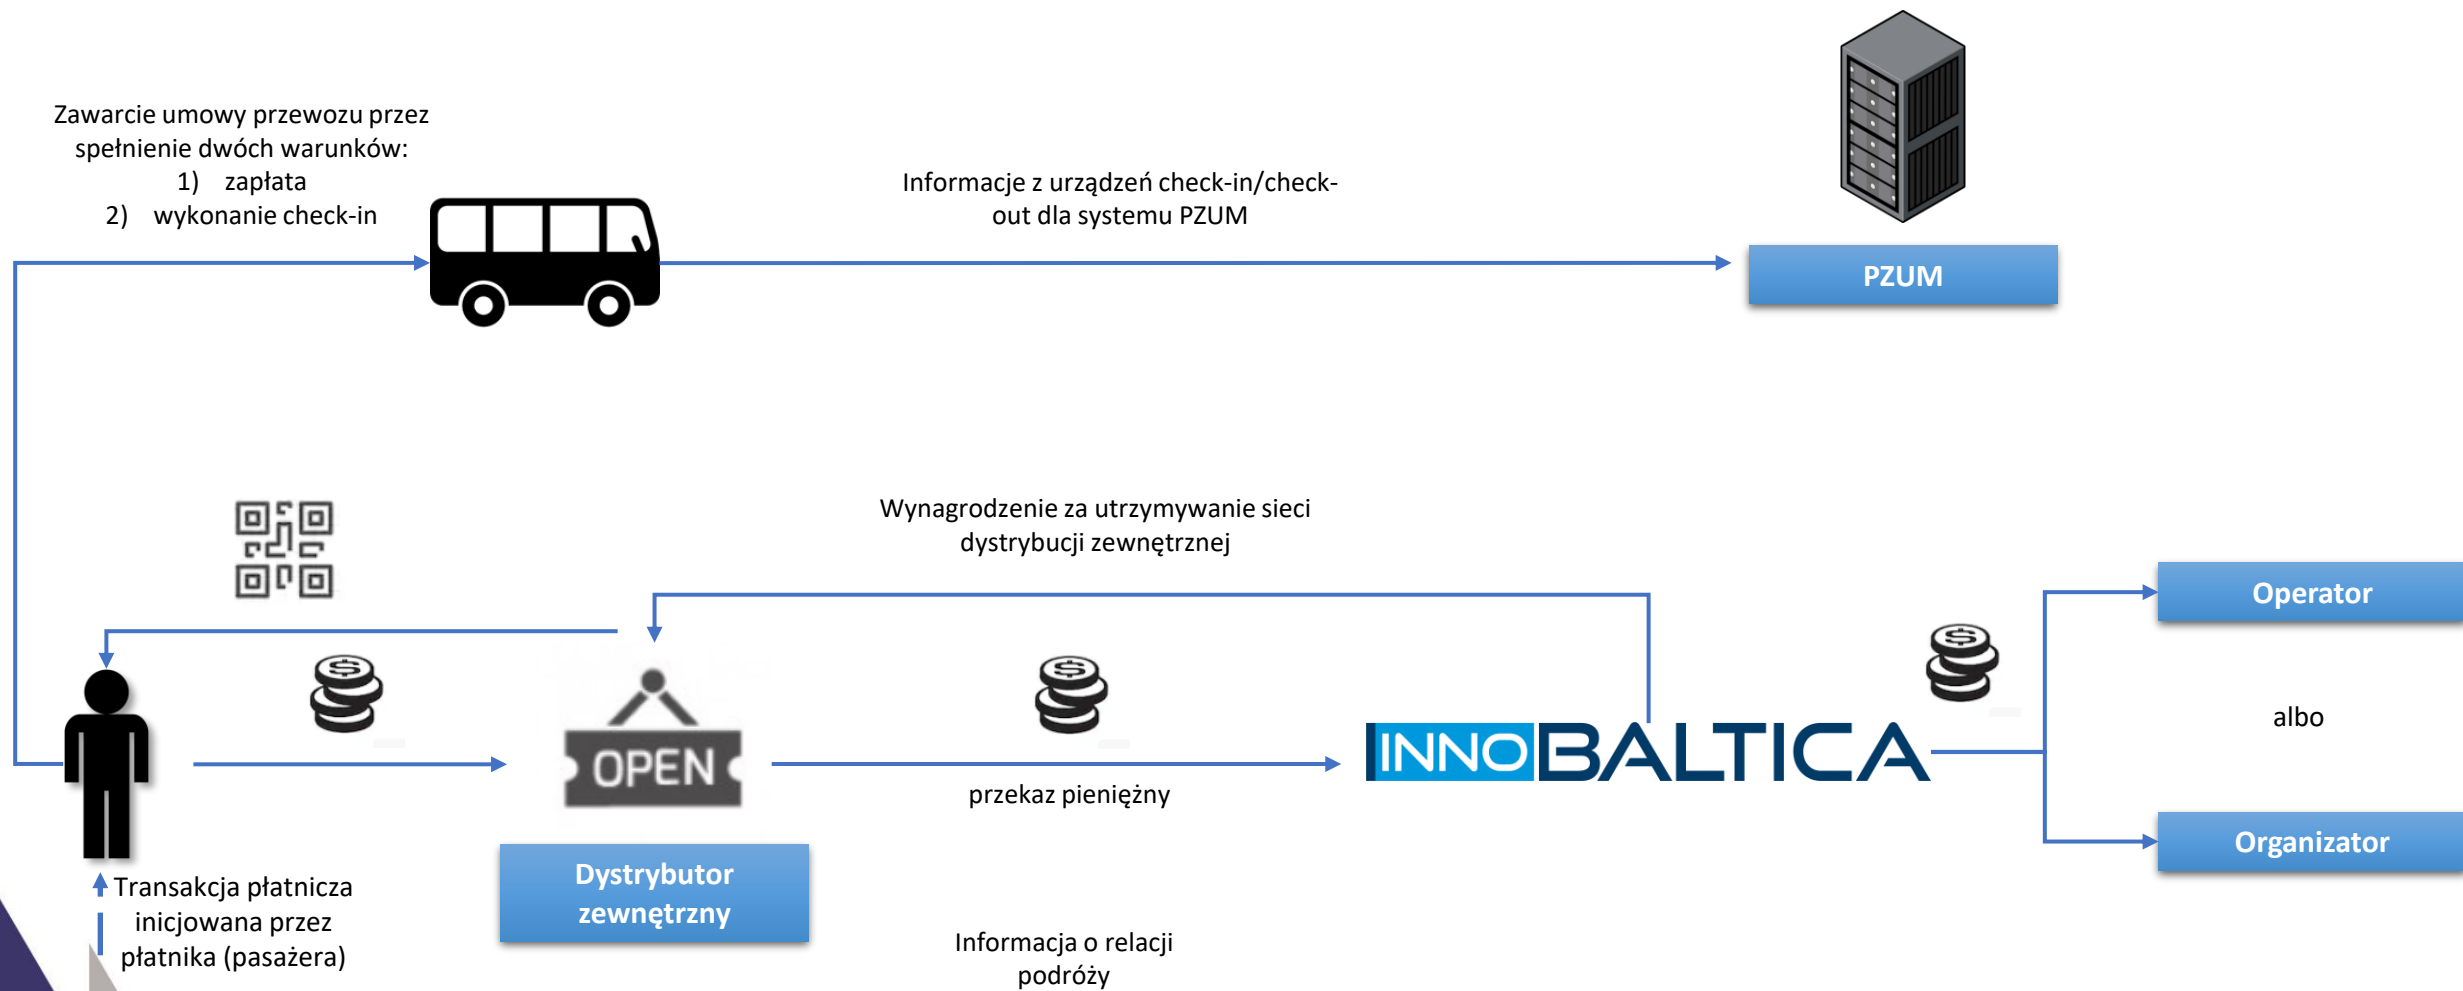 Zawarcie umowy przewozu przez
spełnienie dwóch warunków:
1) zapłata
2) wykonanie check-in
Informacje z urządzeń check-in/check-
out dla systemu PZUM
PZUM
Wynagrodzenie za utrzymywanie sieci
dystrybucji zewnętrznej
Operator
albo
OPEN
INNOBALTICA
przekaz pieniężny
Organizator
Dystrybutor
zewnętrzny
Transakcja płatnicza
inicjowana przez
płatnika (pasażera)
Informacja o relacji
podróży